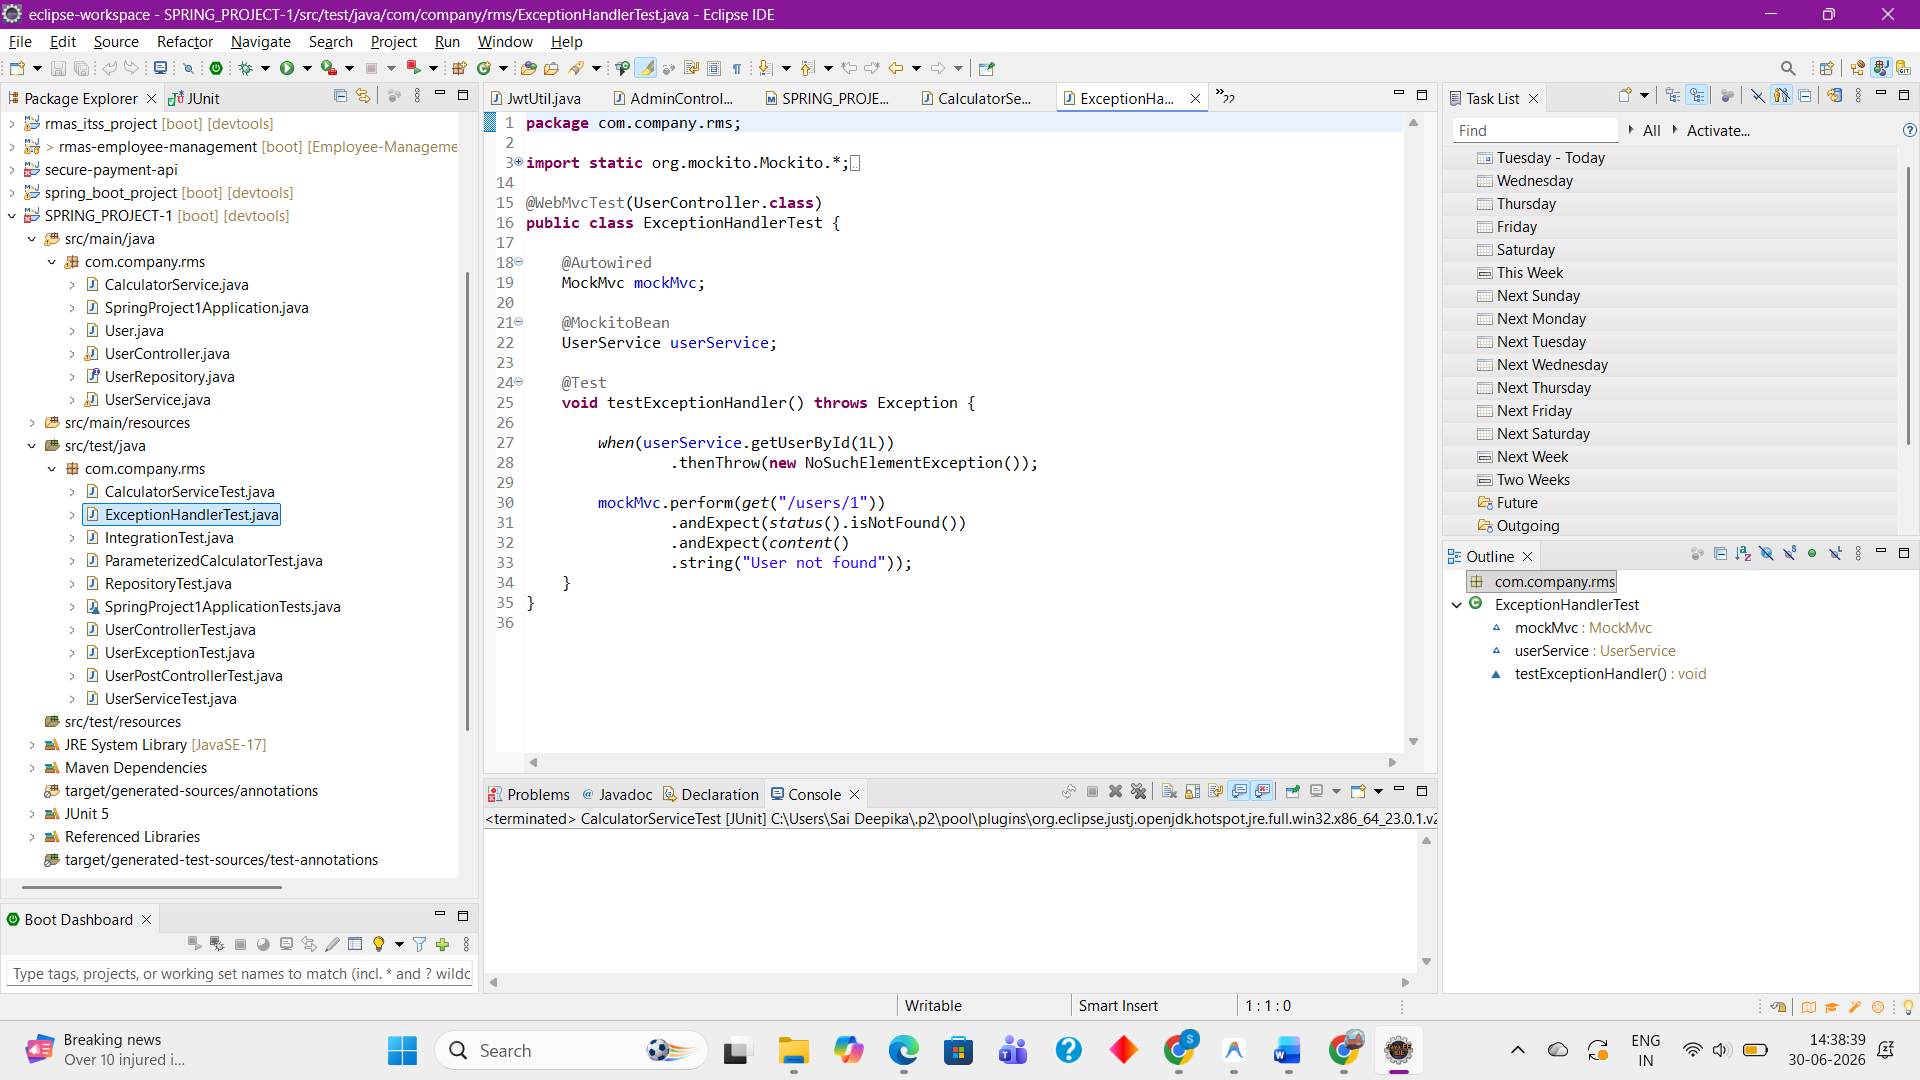 eclipse-workspace - SPRING_PROJECT-1/src/test/java/com/company/rms/ExceptionHandlerTest.java - Eclipse IDE
File Edit Source Refactor Navigate Search Project Run Window Help
Package Explorer JUnit
rmas_itss_project [boot] [devtools]
> rmas-employee-management [boot] [Employee-Manageme
secure-payment-api
spring_boot_project [boot] [devtools]
SPRING_PROJECT-1 [boot] [devtools]
src/main/java
com.company.rms
CalculatorService.java
SpringProject1Application.java
User.java
UserController.java
UserRepository.java
UserService.java
src/main/resources
src/test/java
com.company.rms
CalculatorServiceTest.java
ExceptionHandlerTest.java
IntegrationTest.java
ParameterizedCalculatorTest.java
RepositoryTest.java
SpringProject1ApplicationTests.java
UserControllerTest.java
UserExceptionTest.java
UserPostControllerTest.java
UserServiceTest.java
src/test/resources
JRE System Library [JavaSE-17]
Maven Dependencies
target/generated-sources/annotations
JUnit 5
Referenced Libraries
target/generated-test-sources/test-annotations
Boot Dashboard
Type tags, projects, or working set names to match (incl. * and ? wildc
JwtUtil.java AdminControl... SPRING_PROJE... CalculatorSe... ExceptionHa... »22
1 package com.company.rms;
2
3 import static org.mockito.Mockito.*;
14
15 @WebMvcTest(UserController.class)
16 public class ExceptionHandlerTest {
17
18 @Autowired
19 MockMvc mockMvc;
20
21 @MockitoBean
22 UserService userService;
23
24 @Test
25 void testExceptionHandler() throws Exception {
26
27 when(userService.getUserById(1L))
28 .thenThrow(new NoSuchElementException());
29
30 mockMvc.perform(get("/users/1"))
31 .andExpect(status().isNotFound())
32 .andExpect(content()
33 .string("User not found"));
34 }
35 }
36
Problems Javadoc Declaration Console
<terminated> CalculatorServiceTest [JUnit] C:\Users\Sai Deepika\.p2\pool\plugins\org.eclipse.justj.openjdk.hotspot.jre.full.win32.x86_64_23.0.1.v2
Task List
Find All Activate...
Tuesday - Today
Wednesday
Thursday
Friday
Saturday
This Week
Next Sunday
Next Monday
Next Tuesday
Next Wednesday
Next Thursday
Next Friday
Next Saturday
Next Week
Two Weeks
Future
Outgoing
Outline
com.company.rms
ExceptionHandlerTest
mockMvc : MockMvc
userService : UserService
testExceptionHandler() : void
Writable Smart Insert 1 : 1 : 0
Breaking news
Over 10 injured i...
Search
ENG
IN
14:38:39
30-06-2026